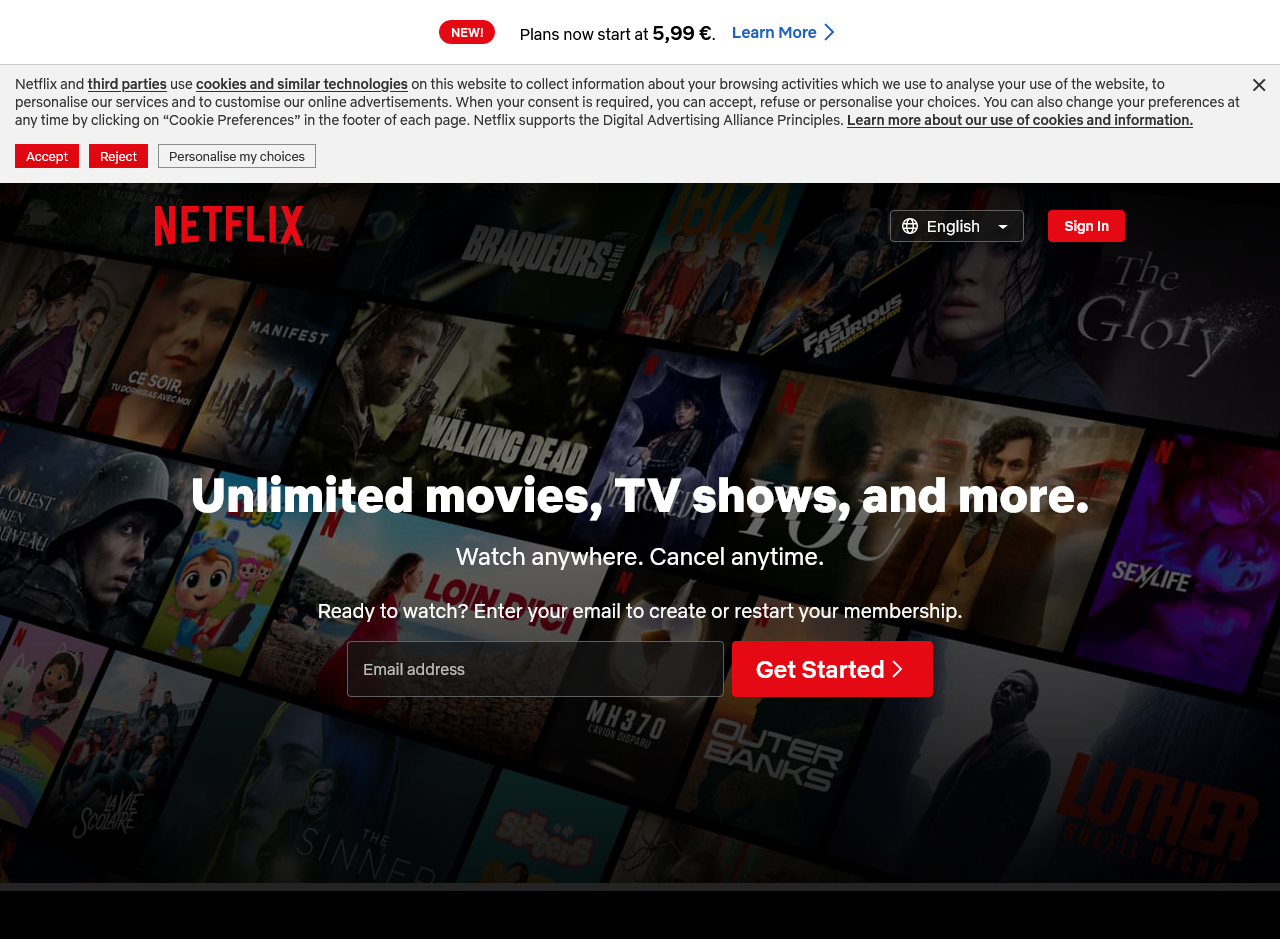 NEW! Plans now start at 5,99 €. Learn More
Netflix and third parties use cookies and similar technologies on this website to collect information about your browsing activities which we use to analyse your use of the website, to
personalise our services and to customise our online advertisements. When your consent is required, you can accept, refuse or personalise your choices. You can also change your preferences at
any time by clicking on “Cookie Preferences” in the footer of each page. Netflix supports the Digital Advertising Alliance Principles. Learn more about our use of cookies and information.
Accept Reject Personalise my choices
NETFLIX
English
Sign In
IBIZA
BRAQUEURS
LA SÉRIE
The
Glory
FAST & FURIOUS
HOBBS & SHAW
MANIFEST
CE SOIR,
TU DORMIRAS AVEC MOI
THE
WALKING DEAD
YOU
SEX/LIFE
Unlimited movies, TV shows, and more.
Watch anywhere. Cancel anytime.
LOIN D'ICI
Ready to watch? Enter your email to create or restart your membership.
Email address
Get Started
MH370
L'AVION DISPARU
OUTER
BANKS
LUTHER
SOLEIL DÉCHU
LA VIE
SCOLAIRE
THE
SINNER